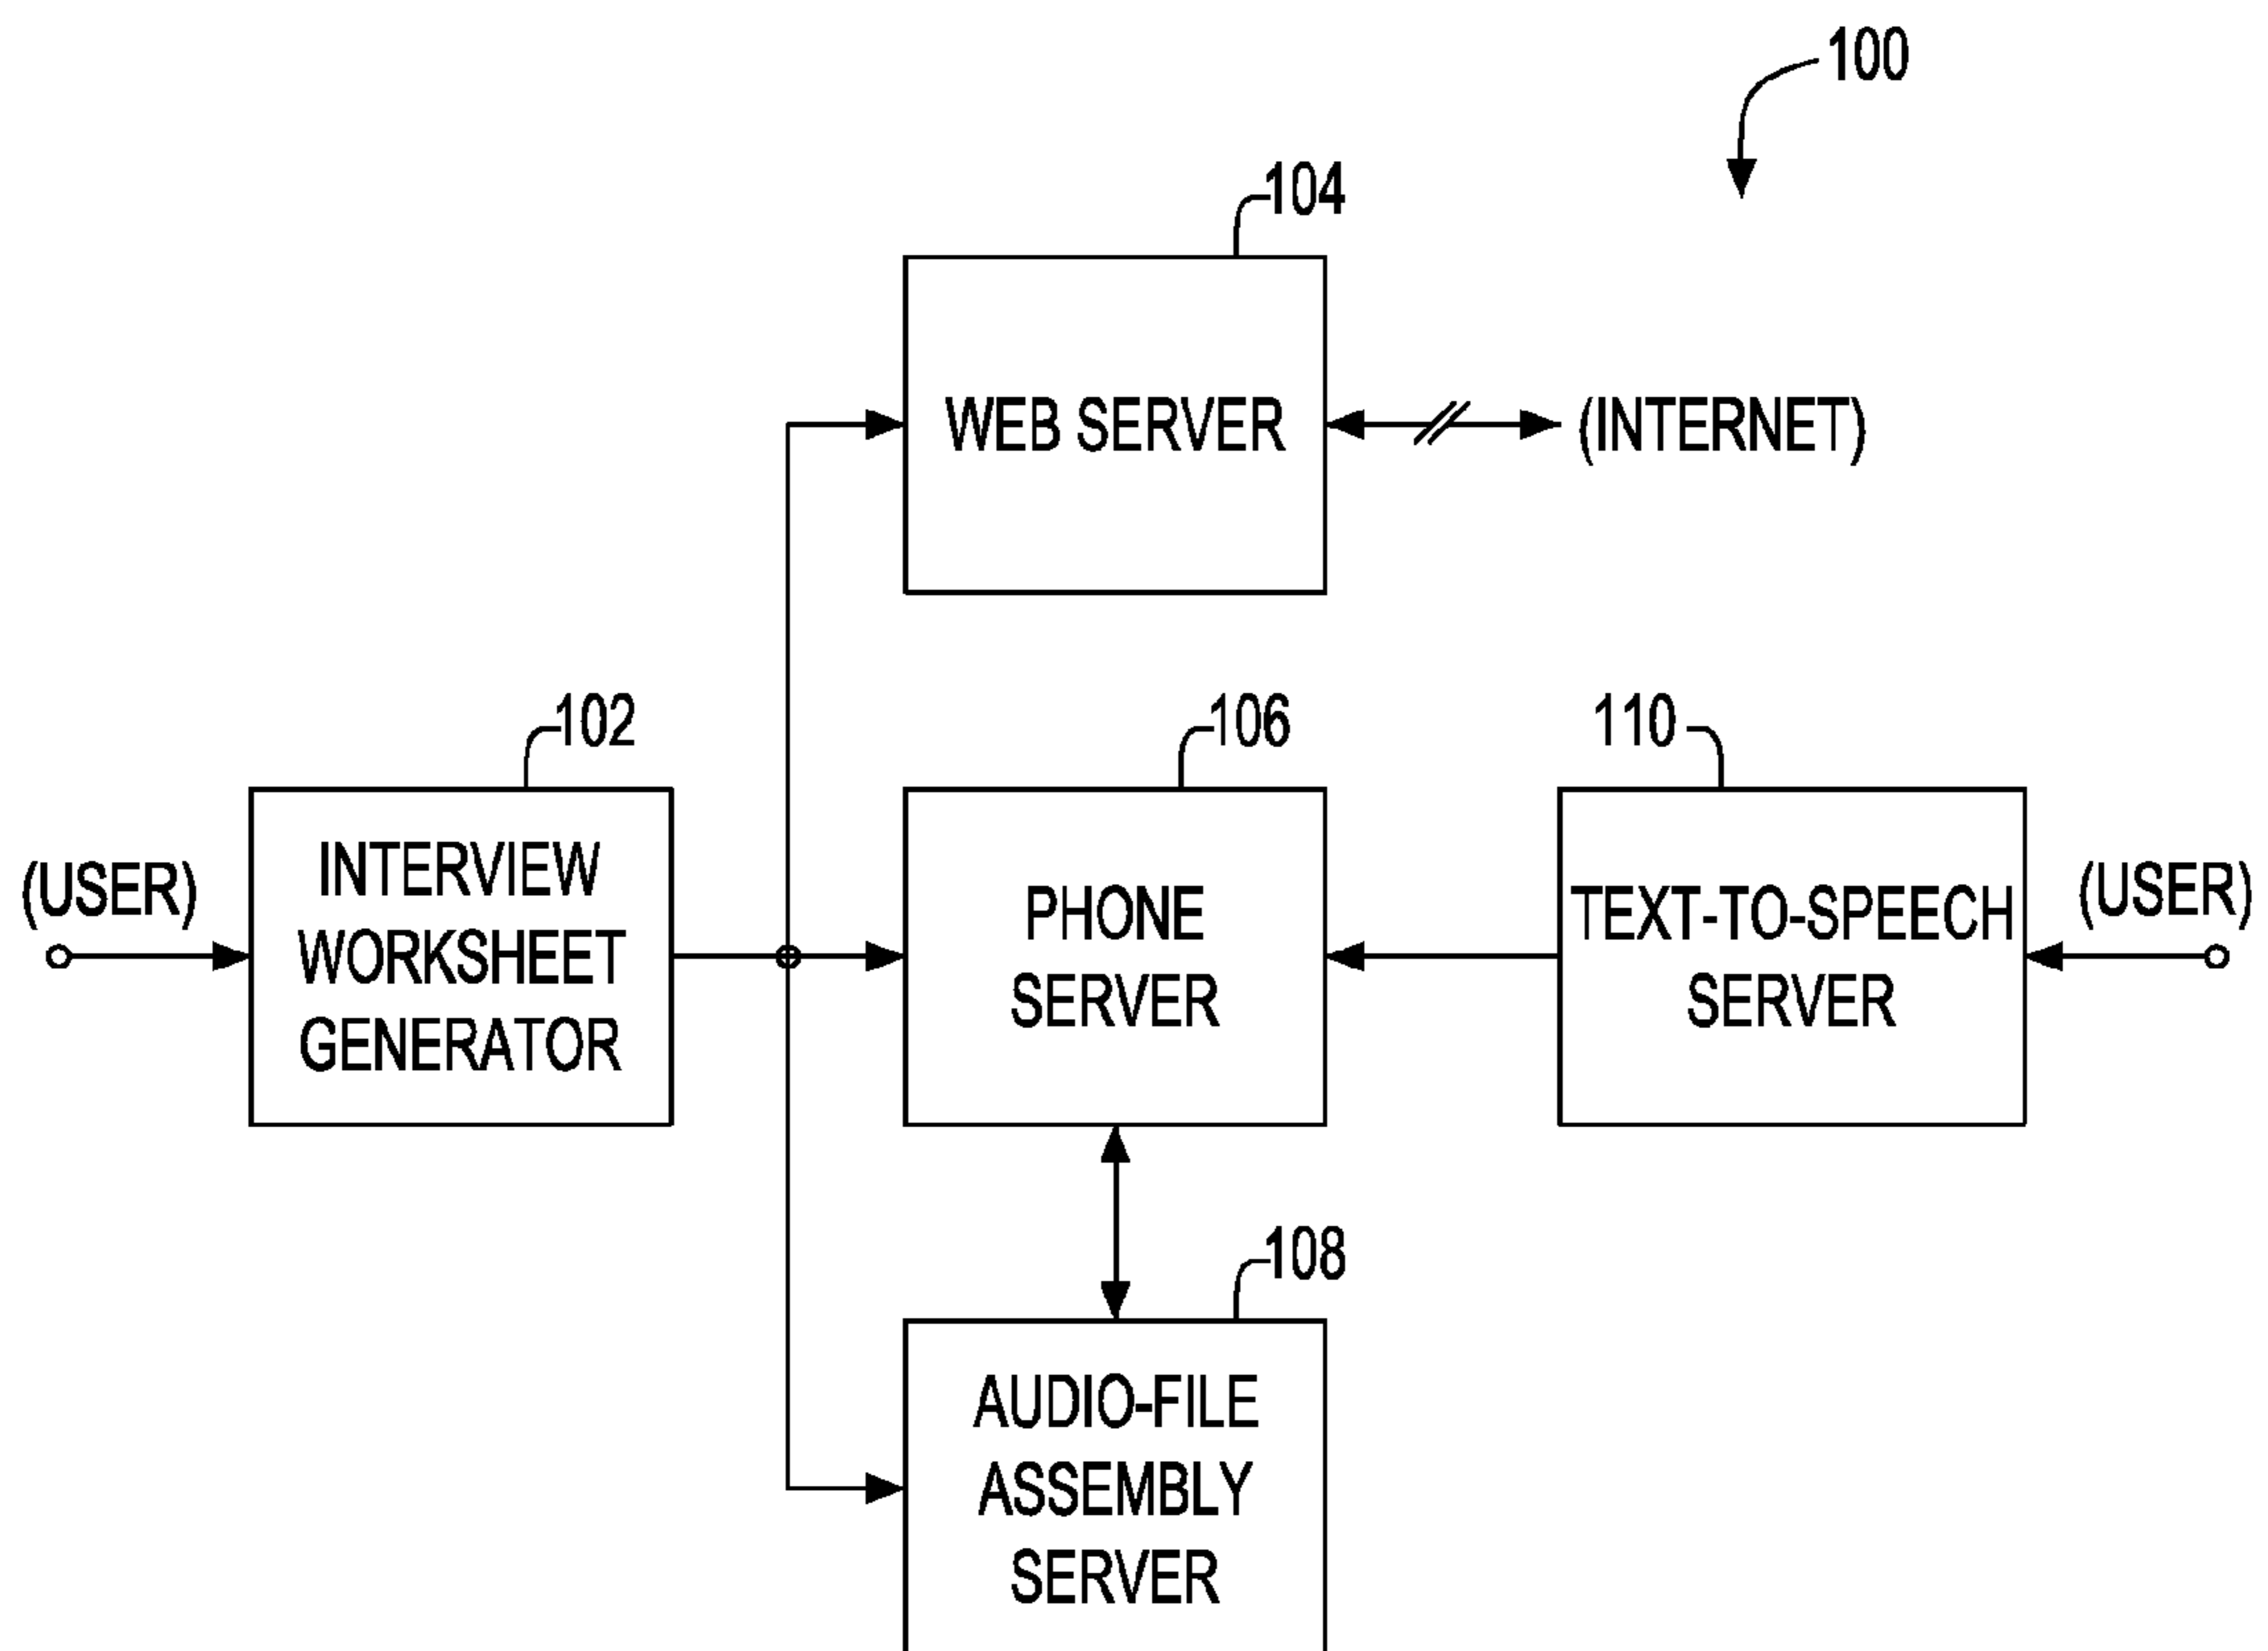 100
104
WEB SERVER
(INTERNET)
102
106
110
(USER)
INTERVIEW
WORKSHEET
GENERATOR
PHONE
SERVER
TEXT-TO-SPEECH
SERVER
(USER)
108
AUDIO-FILE
ASSEMBLY
SERVER